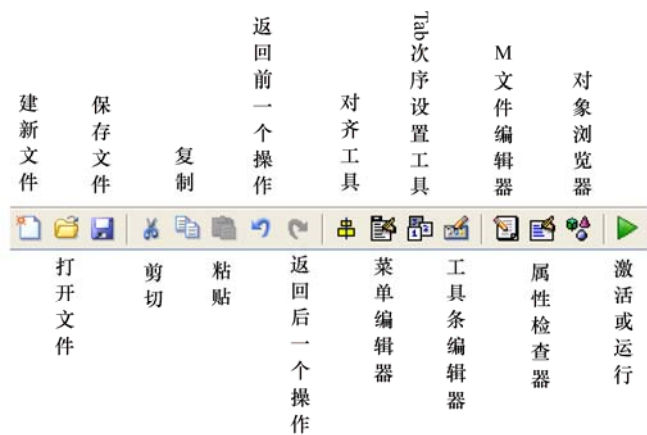 建新文件
保存文件
复制
返回前一个操作
对齐工具
Tab次序设置工具
M文件编辑器
对象浏览器
打开文件
剪切
粘贴
返回后一个操作
菜单编辑器
工具条编辑器
属性检查器
激活或运行